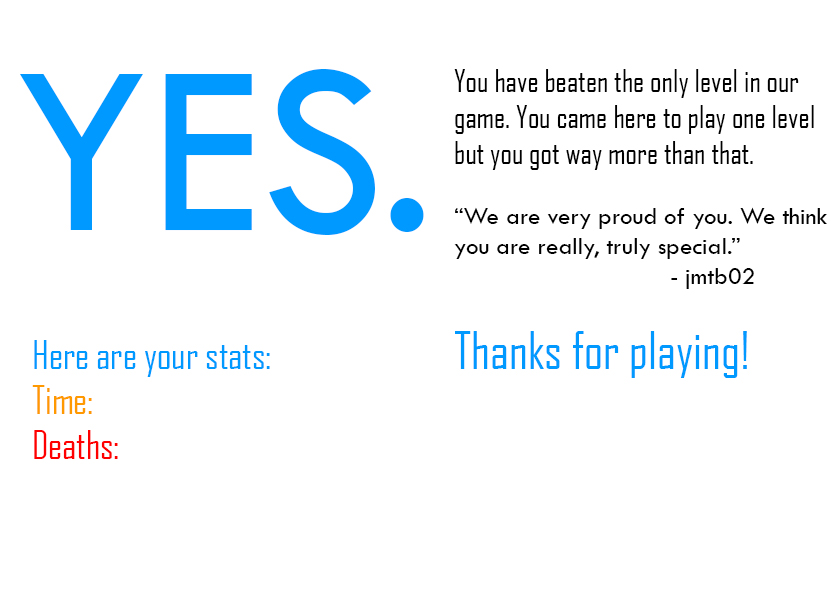 YES.
You have beaten the only level in our
game. You came here to play one level
but you got way more than that.
“We are very proud of you. We think
you are really, truly special.”
- jmtb02
Here are your stats:
Time:
Deaths:
Thanks for playing!